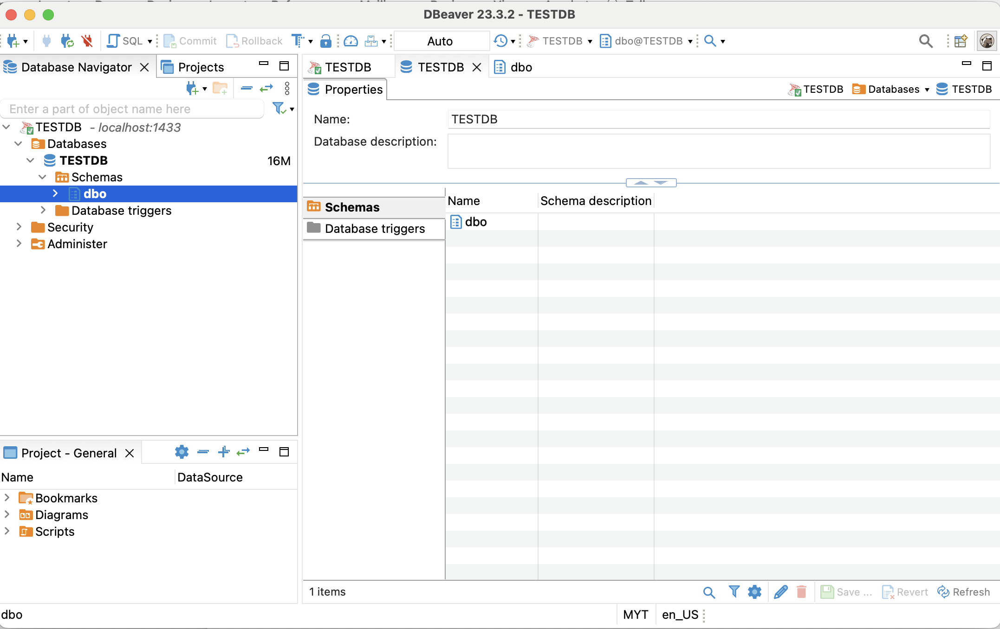 DBeaver 23.3.2 - TESTDB
SQL Commit Rollback Auto TESTDB dbo@TESTDB
Database Navigator Projects
TESTDB TESTDB dbo
Properties TESTDB Databases TESTDB
Enter a part of object name here
TESTDB - localhost:1433
Databases
TESTDB 16M
Schemas
dbo
Database triggers
Security
Administer
Name: TESTDB
Database description:
Schemas
Database triggers
Name Schema description
dbo
Project - General
Name DataSource
Bookmarks
Diagrams
Scripts
1 items Save ... Revert Refresh
dbo MYT en_US